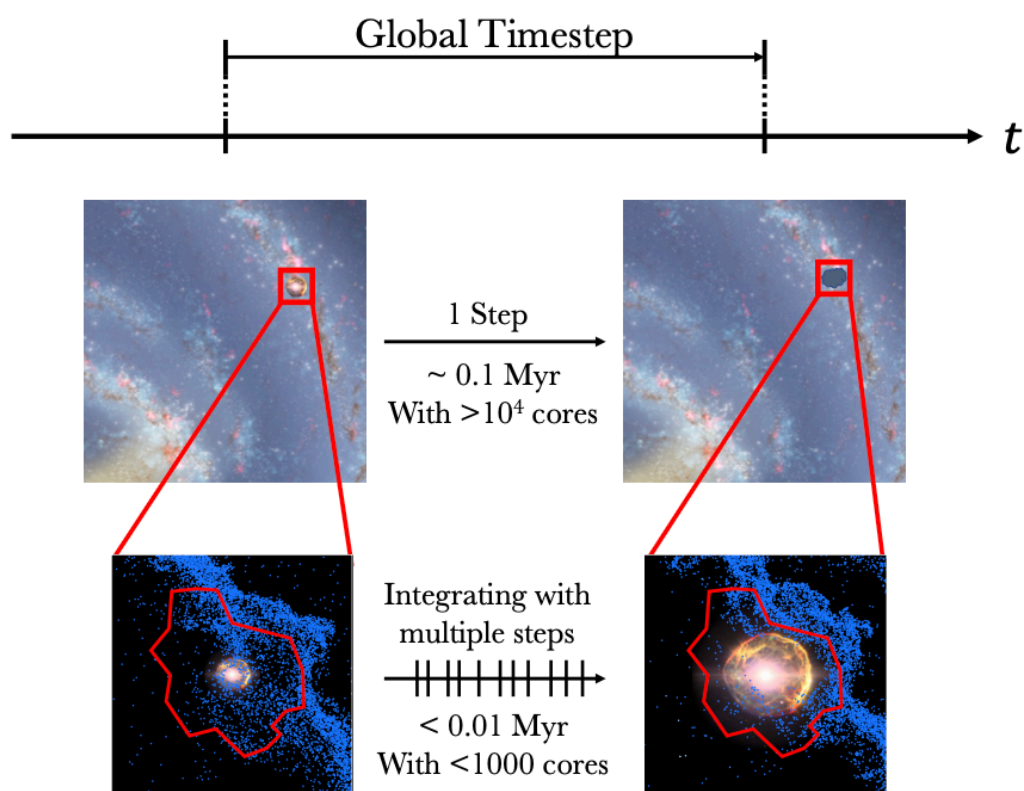 Global Timestep
t
1 Step
~ 0.1 Myr
With >10⁴ cores
Integrating with
multiple steps
< 0.01 Myr
With <1000 cores